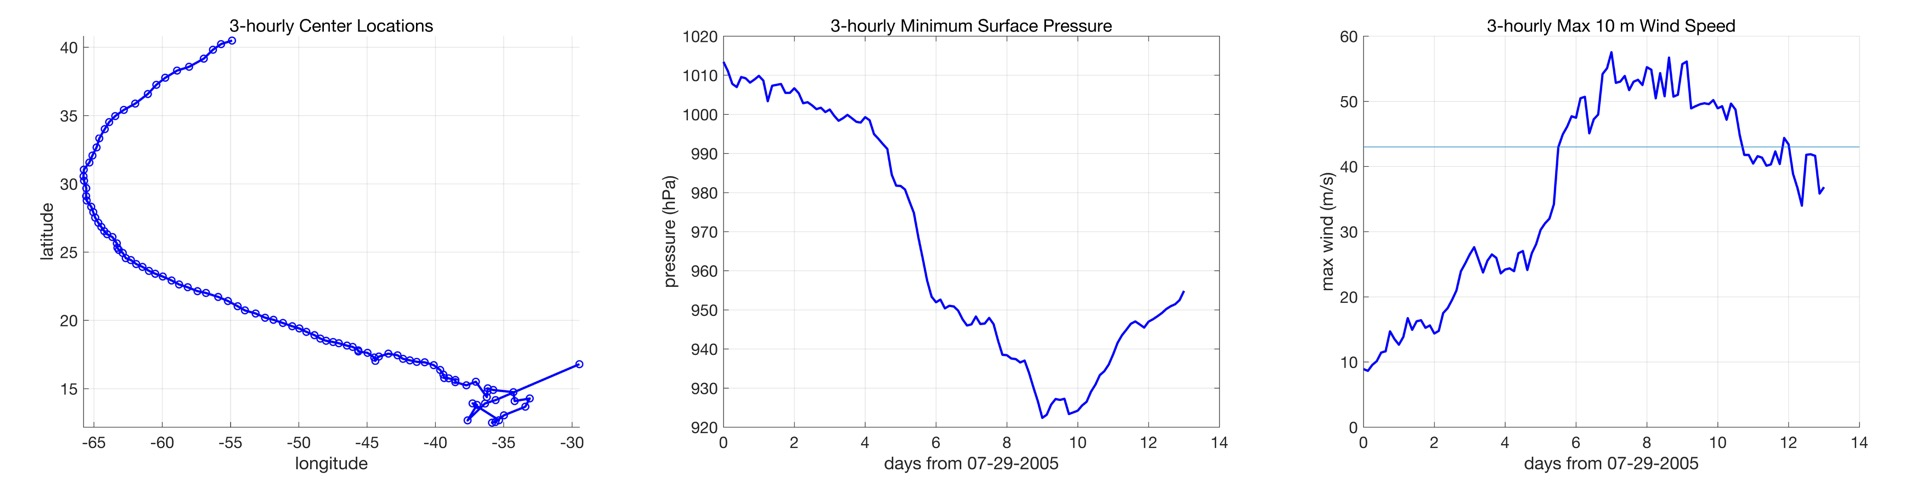 3-hourly Center Locations
40
35
30
25
20
15
latitude
-65 -60 -55 -50 -45 -40 -35 -30
longitude
3-hourly Minimum Surface Pressure
1020
1010
1000
990
980
970
960
950
940
930
920
pressure (hPa)
0 2 4 6 8 10 12 14
days from 07-29-2005
3-hourly Max 10 m Wind Speed
60
50
40
30
20
10
0
max wind (m/s)
0 2 4 6 8 10 12 14
days from 07-29-2005